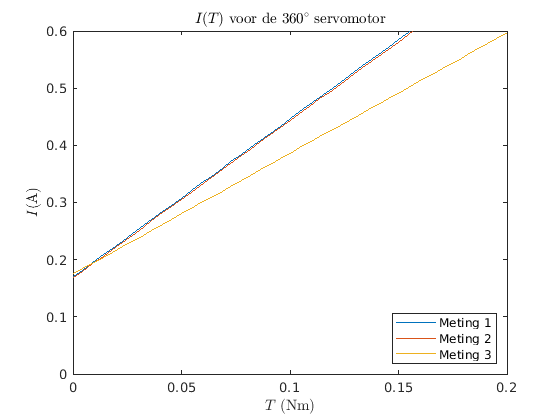 I(T) voor de 360° servomotor
0.6
0.5
0.4
0.3
0.2
0.1
0
I(A)
0
0.05
0.1
0.15
0.2
T (Nm)
Meting 1
Meting 2
Meting 3